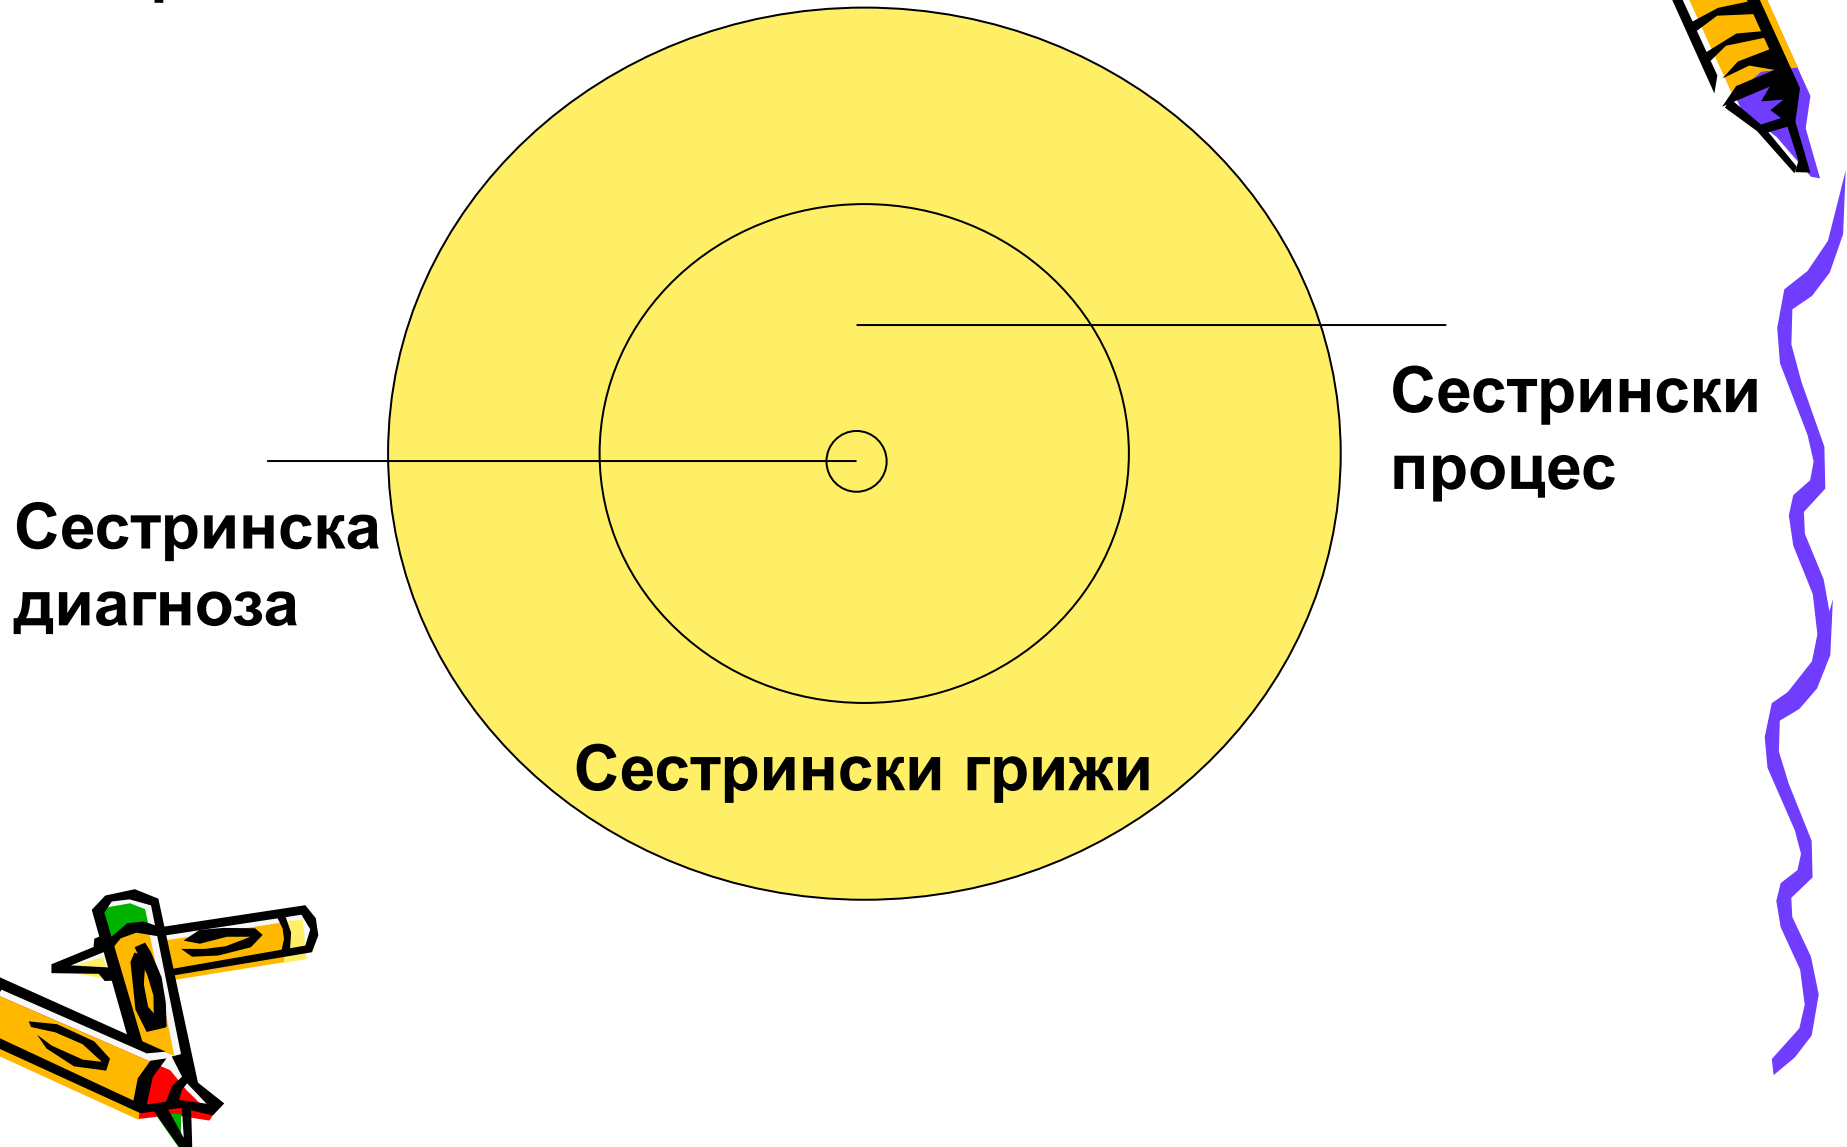 Сестрински
процес
Сестринска
диагноза
Сестрински грижи